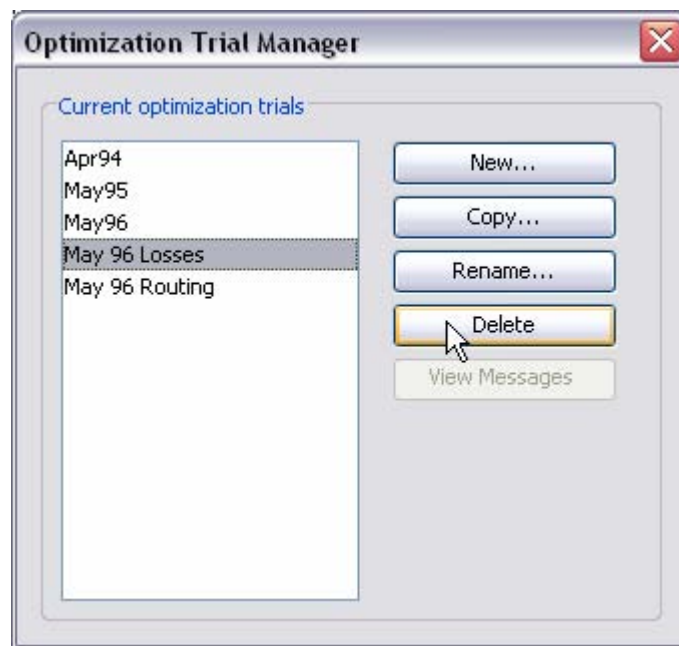 Optimization Trial Manager
Current optimization trials
Apr94
May95
May96
May 96 Losses
May 96 Routing
New...
Copy...
Rename...
Delete
View Messages